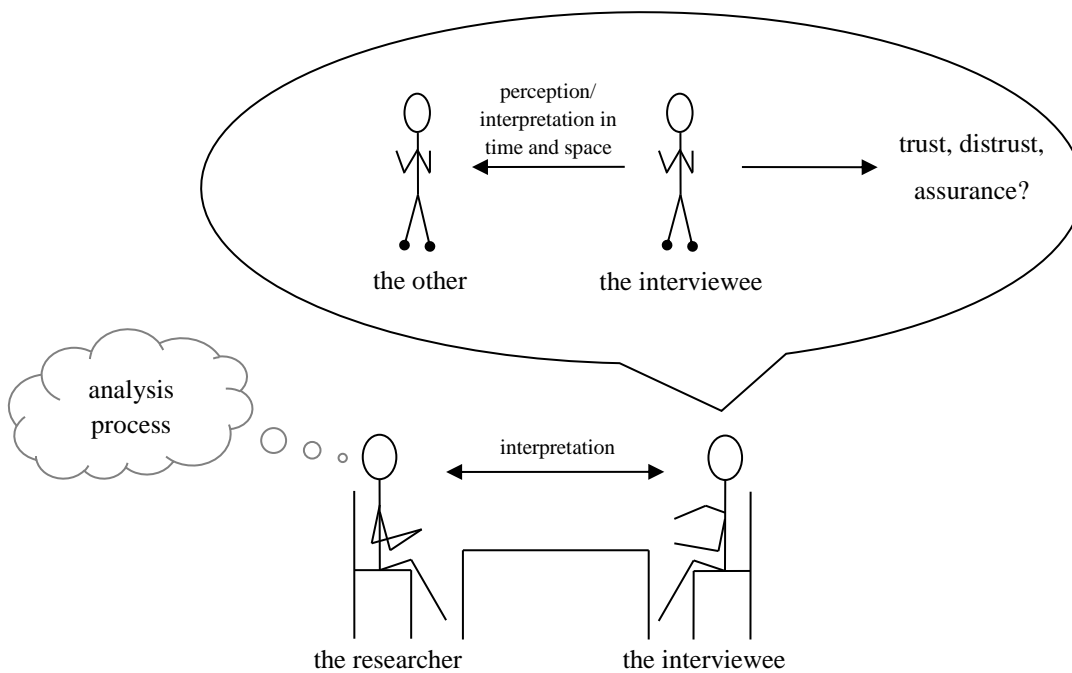 perception/
interpretation in
time and space
trust, distrust,
assurance?
the other
the interviewee
analysis
process
interpretation
the researcher
the interviewee